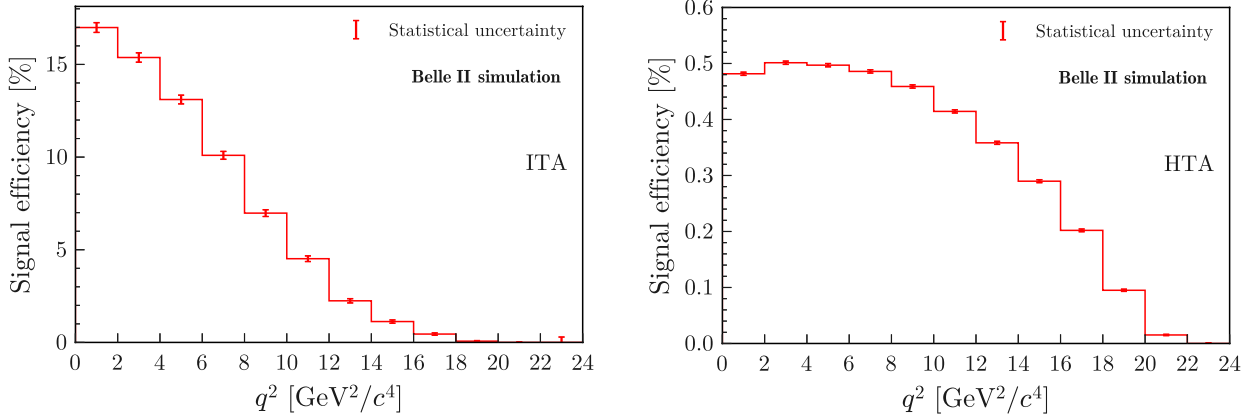 Signal efficiency [%]
15
10
5
0
Statistical uncertainty
Belle II simulation
ITA
0 2 4 6 8 10 12 14 16 18 20 22 24
q² [GeV²/c⁴]
Signal efficiency [%]
0.6
0.5
0.4
0.3
0.2
0.1
0.0
Statistical uncertainty
Belle II simulation
HTA
0 2 4 6 8 10 12 14 16 18 20 22 24
q² [GeV²/c⁴]